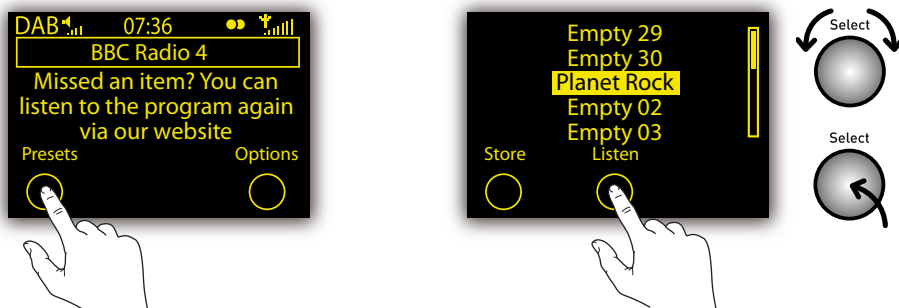 DAB 07:36
BBC Radio 4
Missed an item? You can
listen to the program again
via our website
Presets Options
Empty 29
Empty 30
Planet Rock
Empty 02
Empty 03
Store Listen
Select
Select